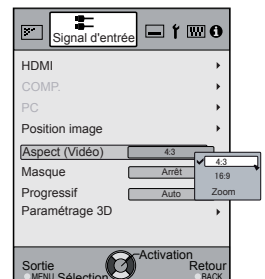 Signal d'entrée
HDMI
COMP.
PC
Position image
Aspect (Vidéo) 4:3
4:3
16:9
Zoom
Masque Arrêt
Progressif Auto
Paramétrage 3D
Sortie Activation Retour
MENU Sélection BACK